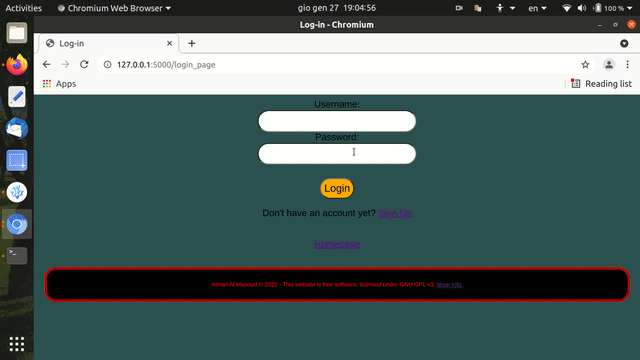 Activities Chromium Web Browser gio gen 27 19:04:56 en 100 %
Log-in - Chromium
Log-in
127.0.0.1:5000/login_page
Apps Reading list
Username:
Password:
Login
Don't have an account yet? Sign Up
Homepage
Aiman Al Masoud © 2022 - This website is free software, licensed under GNU GPL v3. More info